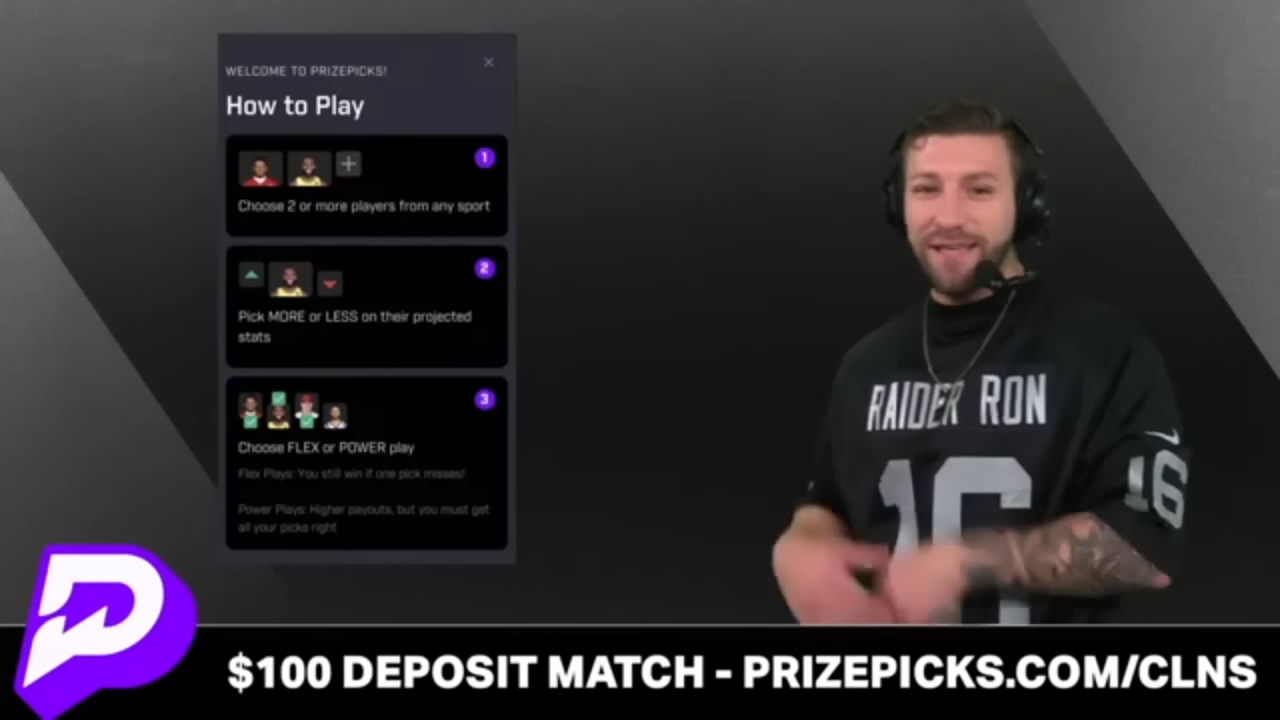 WELCOME TO PRIZEPICKS!
How to Play
1
Choose 2 or more players from any sport
2
Pick MORE or LESS on their projected
stats
3
Choose FLEX or POWER play
Flex Plays: You still win if one pick misses!
Power Plays: Higher payouts, but you must get
all your picks right
RAIDER RON
16
16
$100 DEPOSIT MATCH - PRIZEPICKS.COM/CLNS